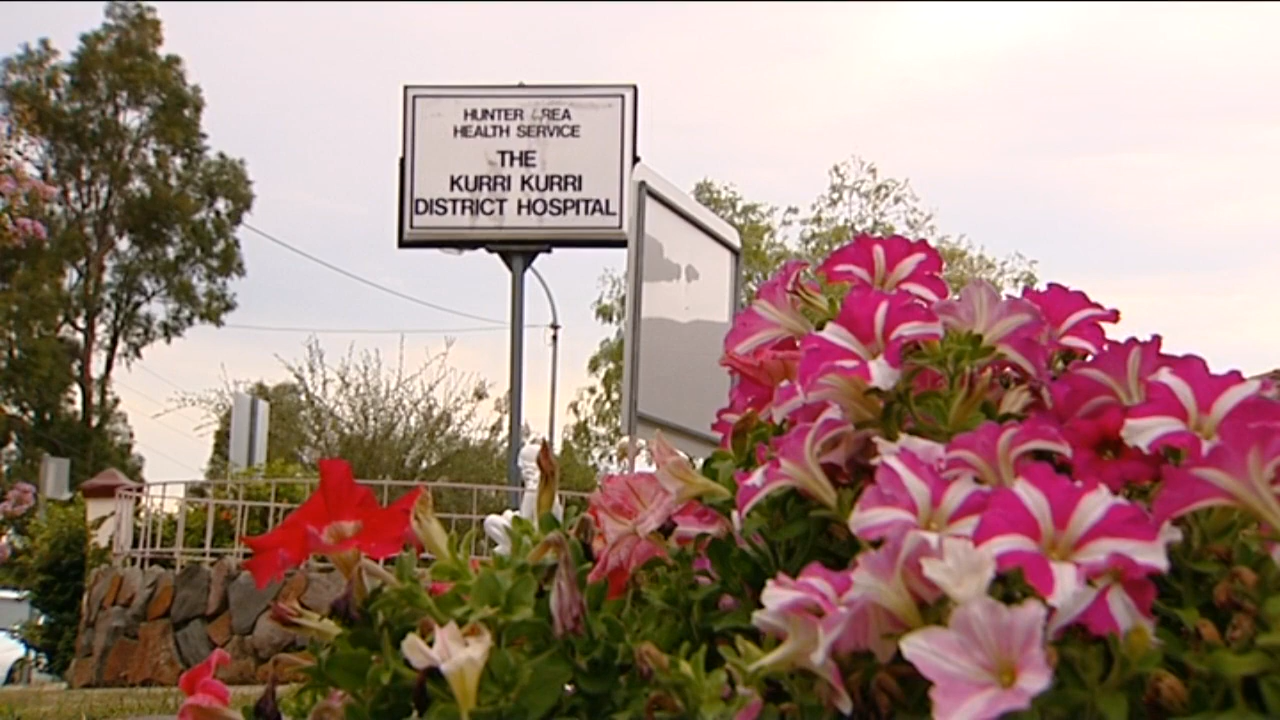 HUNTER AREA
HEALTH SERVICE
THE
KURRI KURRI
DISTRICT HOSPITAL